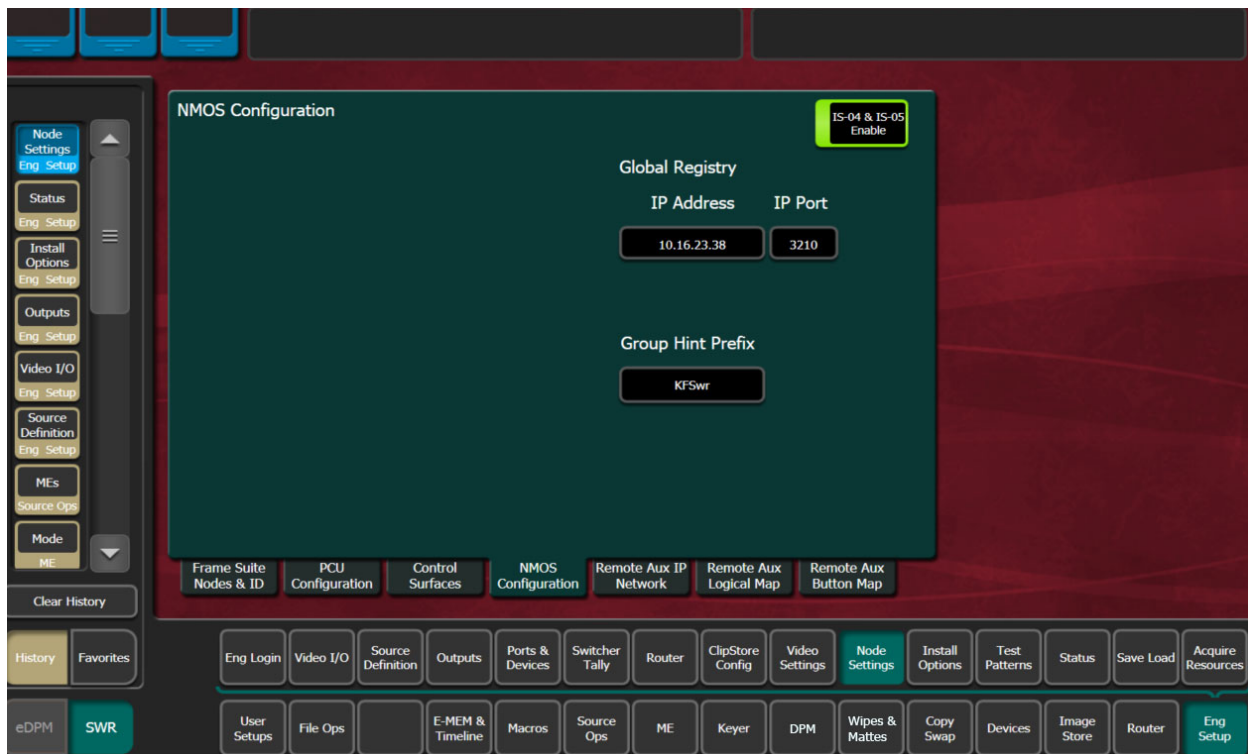 NMOS Configuration
IS-04 & IS-05
Enable
Global Registry
IP Address
IP Port
10.16.23.38
3210
Group Hint Prefix
KFSwr
Node
Settings
Eng Setup
Status
Eng Setup
Install
Options
Eng Setup
Outputs
Eng Setup
Video I/O
Eng Setup
Source
Definition
Eng Setup
MEs
Source Ops
Mode
ME
Clear History
History
Favorites
eDPM
SWR
Frame Suite
Nodes & ID
PCU
Configuration
Control
Surfaces
NMOS
Configuration
Remote Aux IP
Network
Remote Aux
Logical Map
Remote Aux
Button Map
Eng Login
Video I/O
Source
Definition
Outputs
Ports &
Devices
Switcher
Tally
Router
ClipStore
Config
Video
Settings
Node
Settings
Install
Options
Test
Patterns
Status
Save Load
Acquire
Resources
User
Setups
File Ops
E-MEM &
Timeline
Macros
Source
Ops
ME
Keyer
DPM
Wipes &
Mattes
Copy
Swap
Devices
Image
Store
Router
Eng
Setup